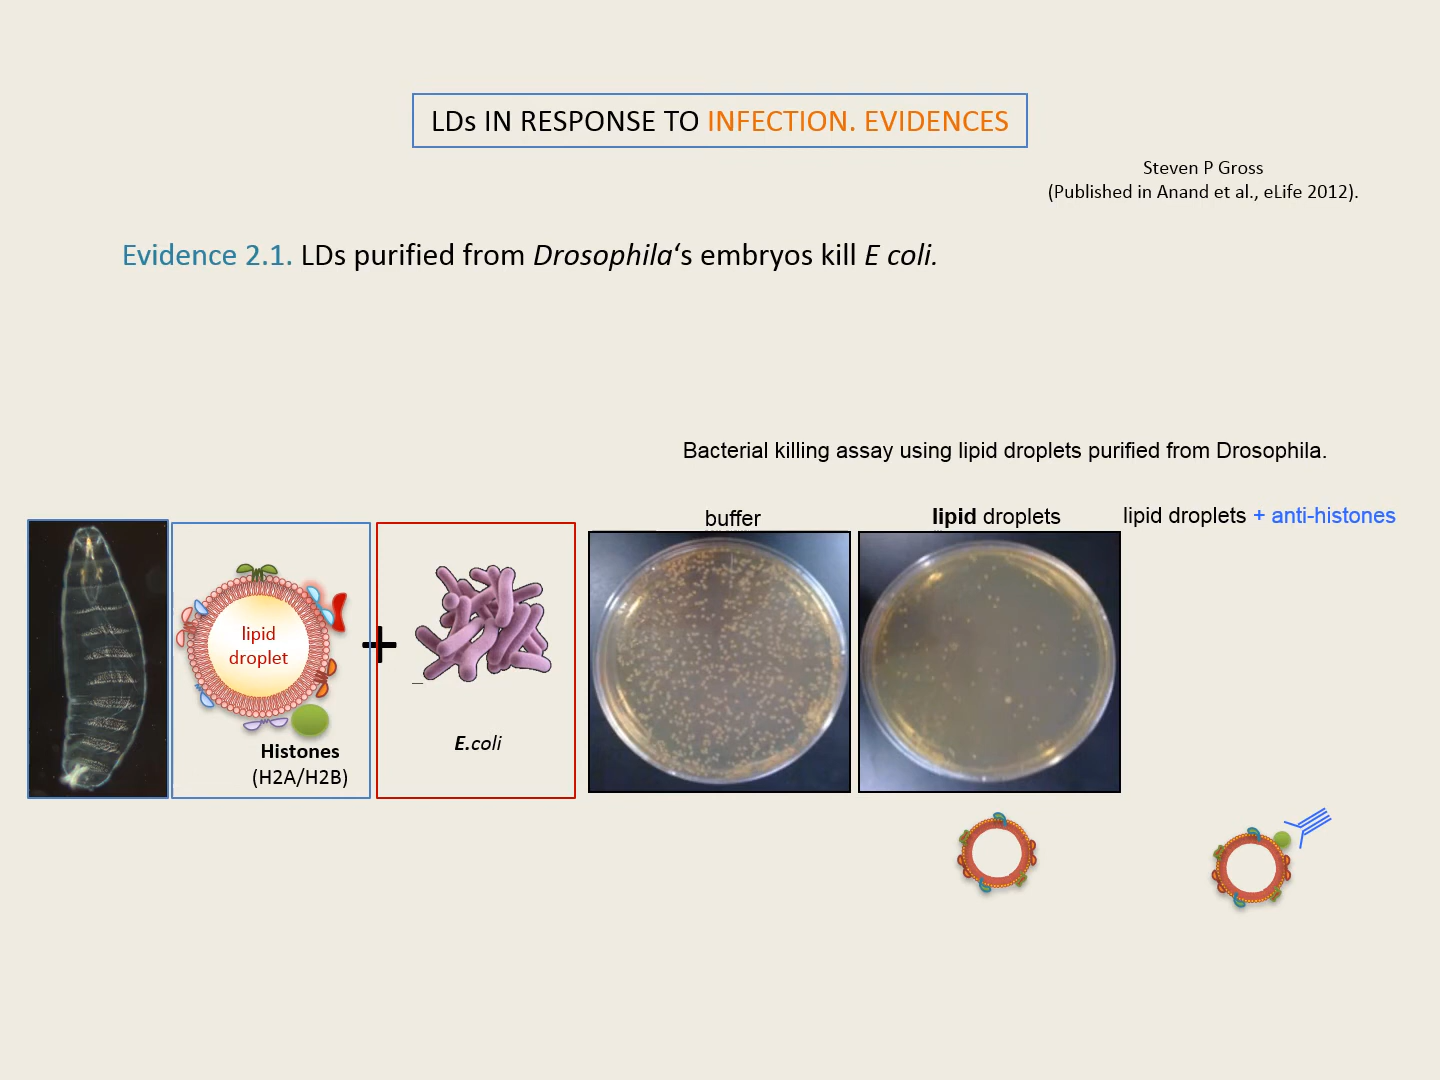 LDs IN RESPONSE TO INFECTION. EVIDENCES
Steven P Gross
(Published in Anand et al., eLife 2012).
Evidence 2.1. LDs purified from Drosophila‘s embryos kill E coli.
Bacterial killing assay using lipid droplets purified from Drosophila.
buffer
lipid droplets
lipid droplets + anti-histones
lipid
droplet
+
Histones
(H2A/H2B)
E.coli